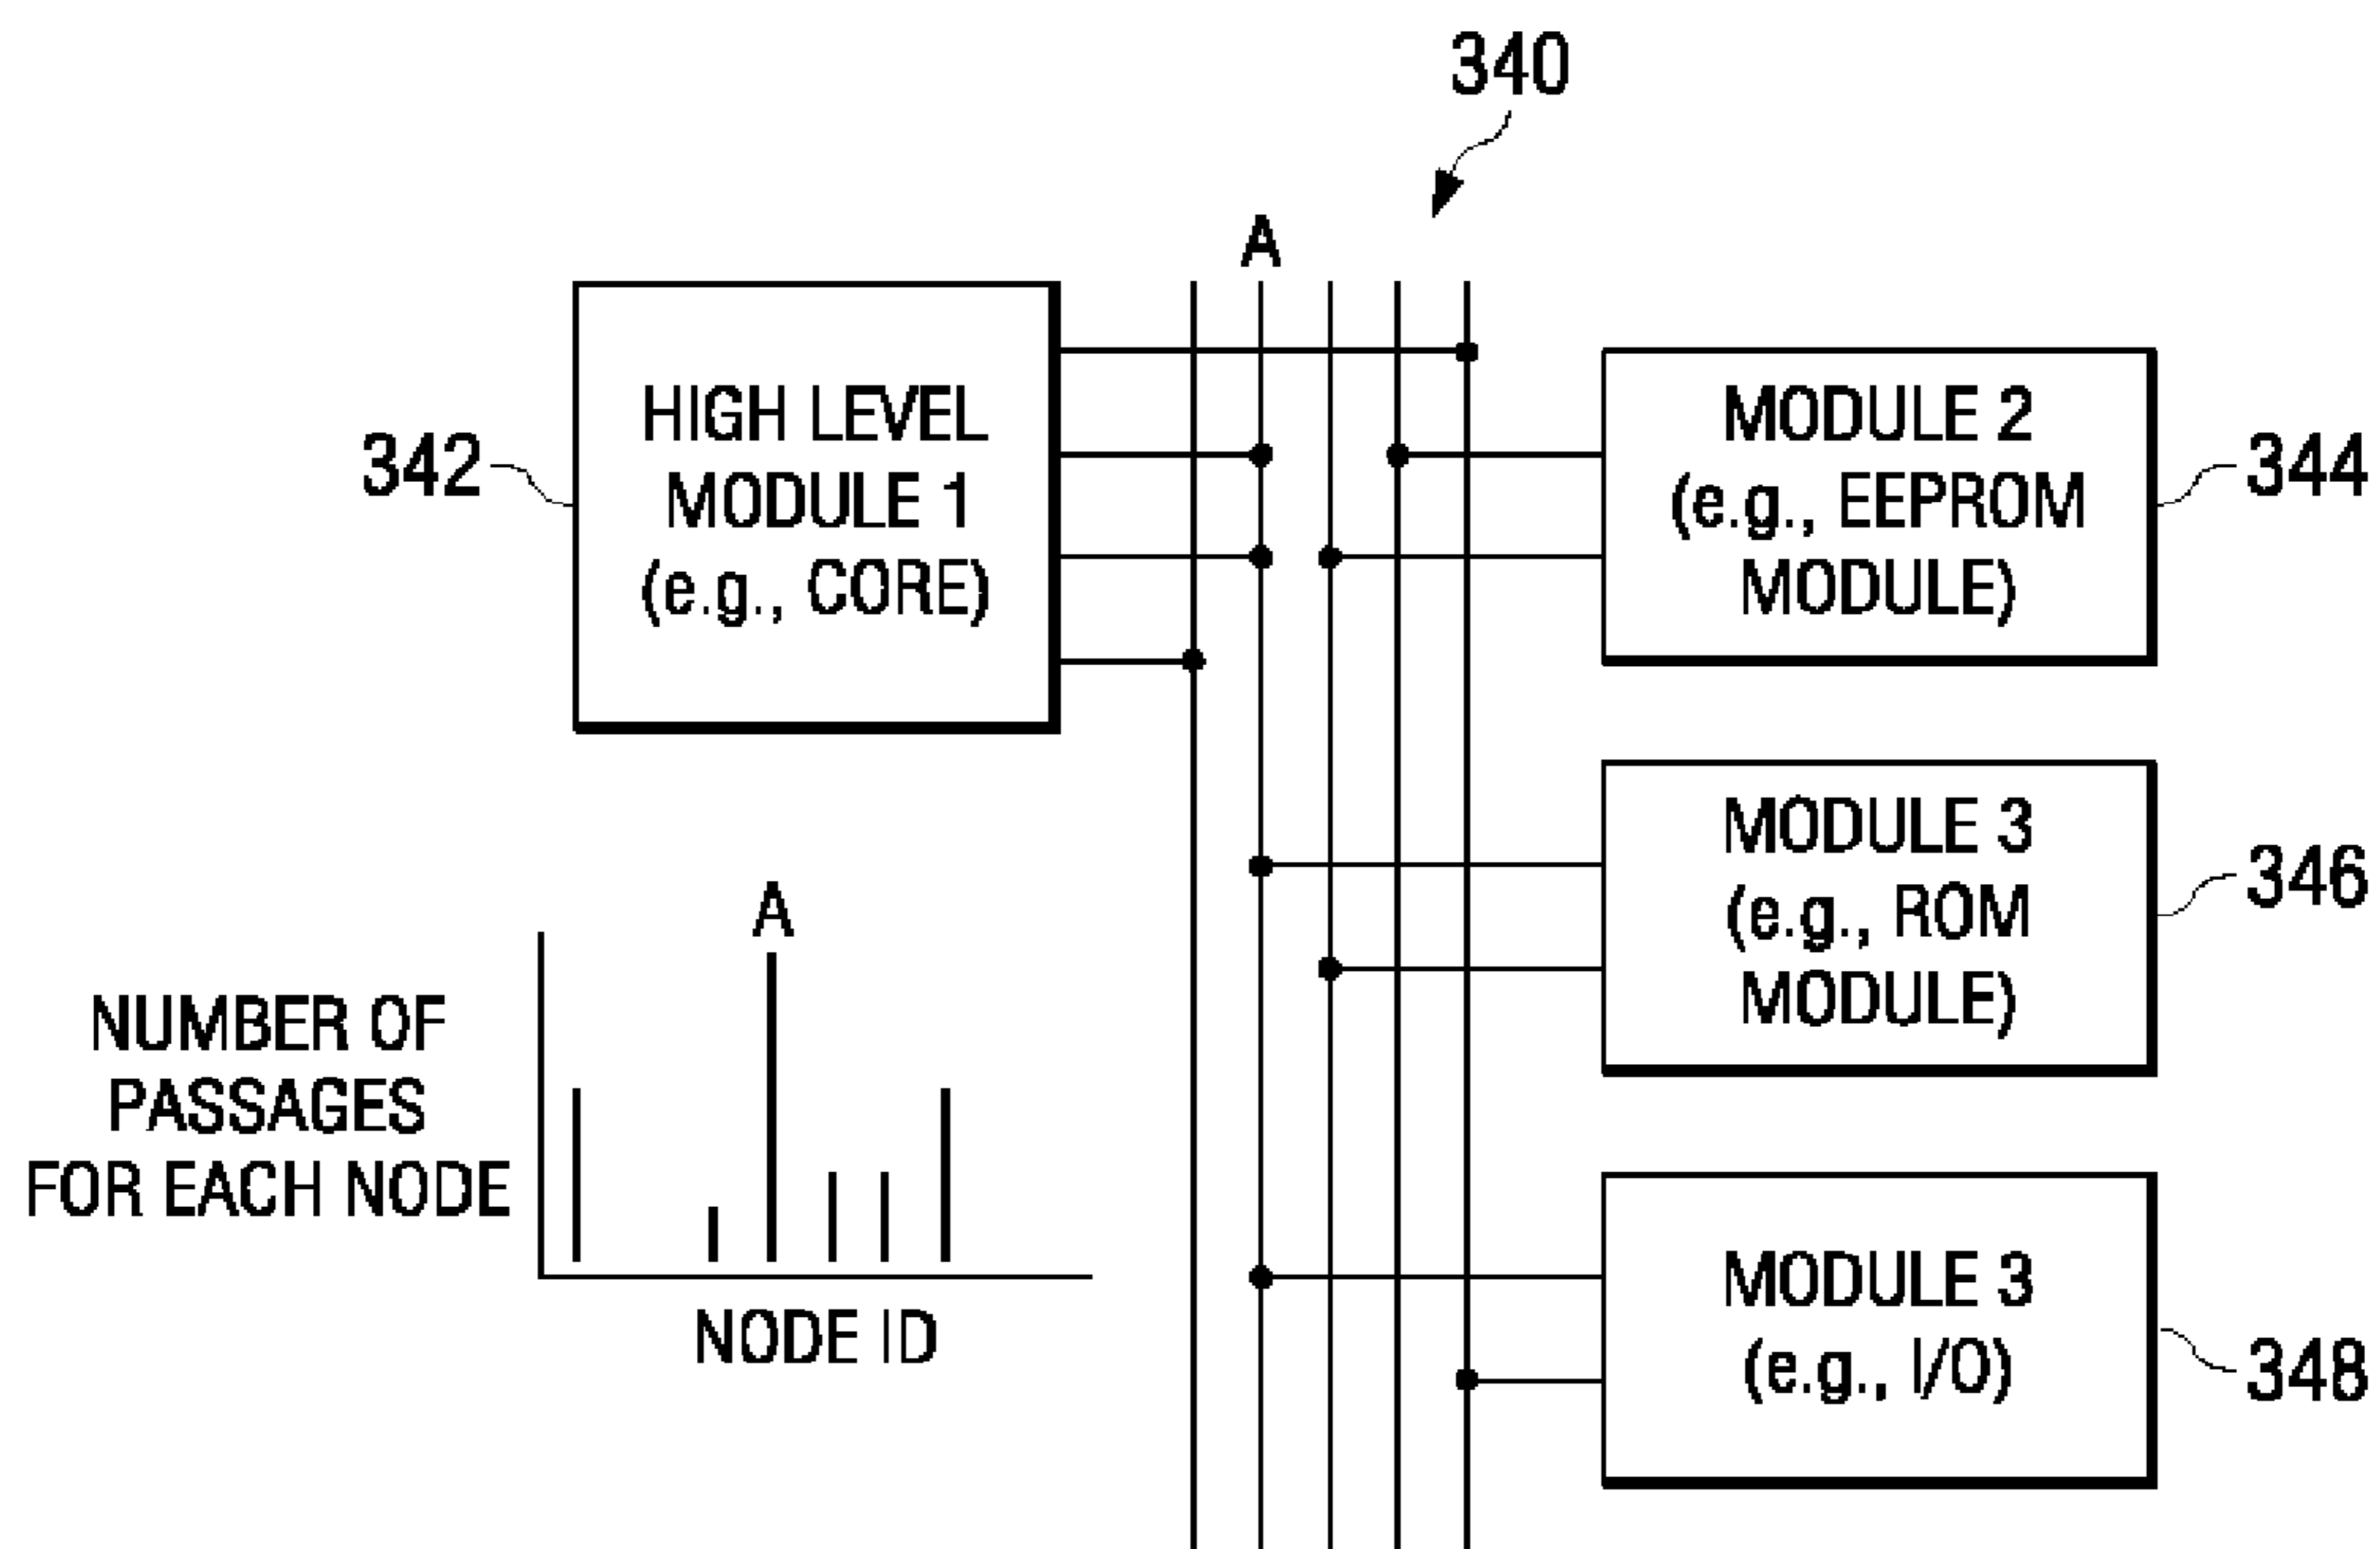 340
A
HIGH LEVEL
MODULE 1
(e.g., CORE)
342
MODULE 2
(e.g., EEPROM
MODULE)
344
MODULE 3
(e.g., ROM
MODULE)
346
A
NUMBER OF
PASSAGES
FOR EACH NODE
NODE ID
MODULE 3
(e.g., I/O)
348